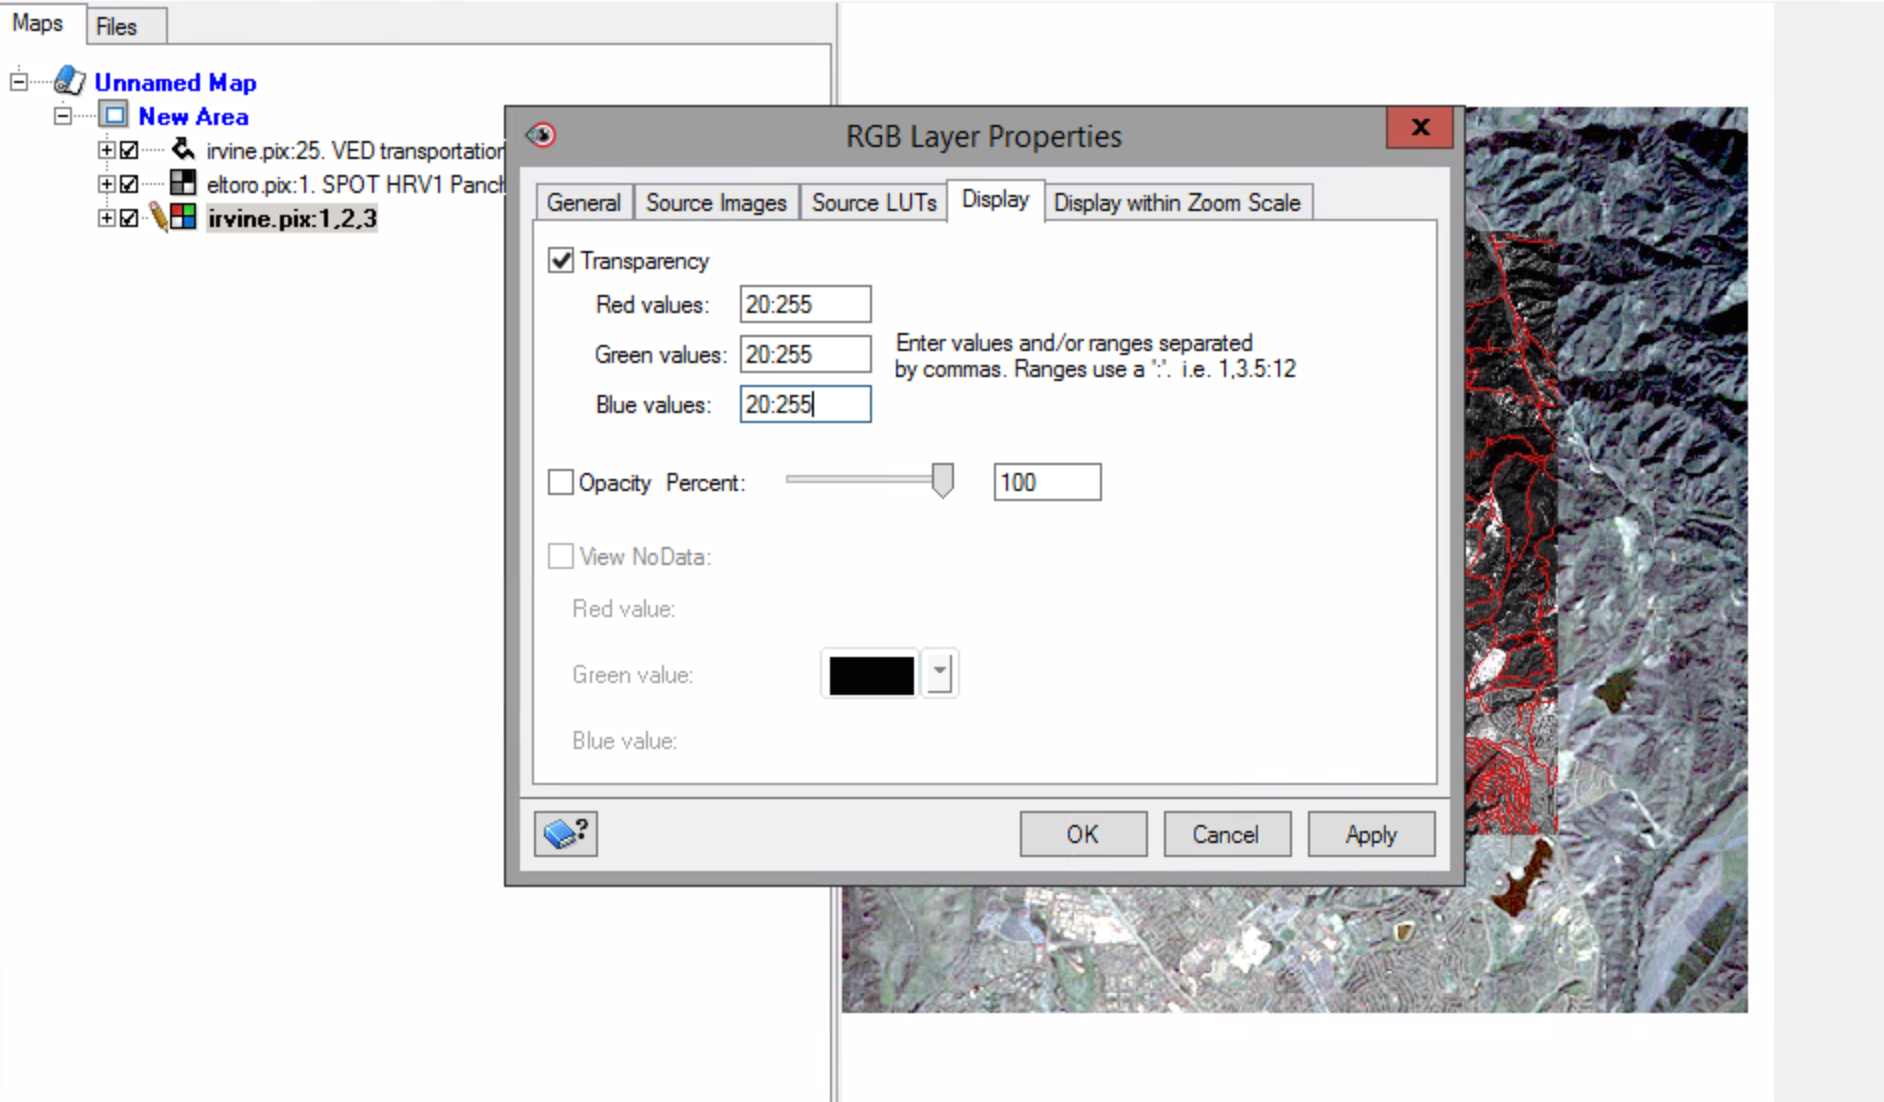 Maps
Files
Unnamed Map
New Area
irvine.pix:25. VED transportation
eltoro.pix:1. SPOT HRV1 Panch
irvine.pix:1,2,3
RGB Layer Properties
x
General
Source Images
Source LUTs
Display
Display within Zoom Scale
Transparency
Red values: 20:255
Green values: 20:255
Blue values: 20:255
Enter values and/or ranges separated
by commas. Ranges use a ':'. i.e. 1,3.5:12
Opacity Percent: 100
View NoData:
Red value:
Green value:
Blue value:
?
OK
Cancel
Apply